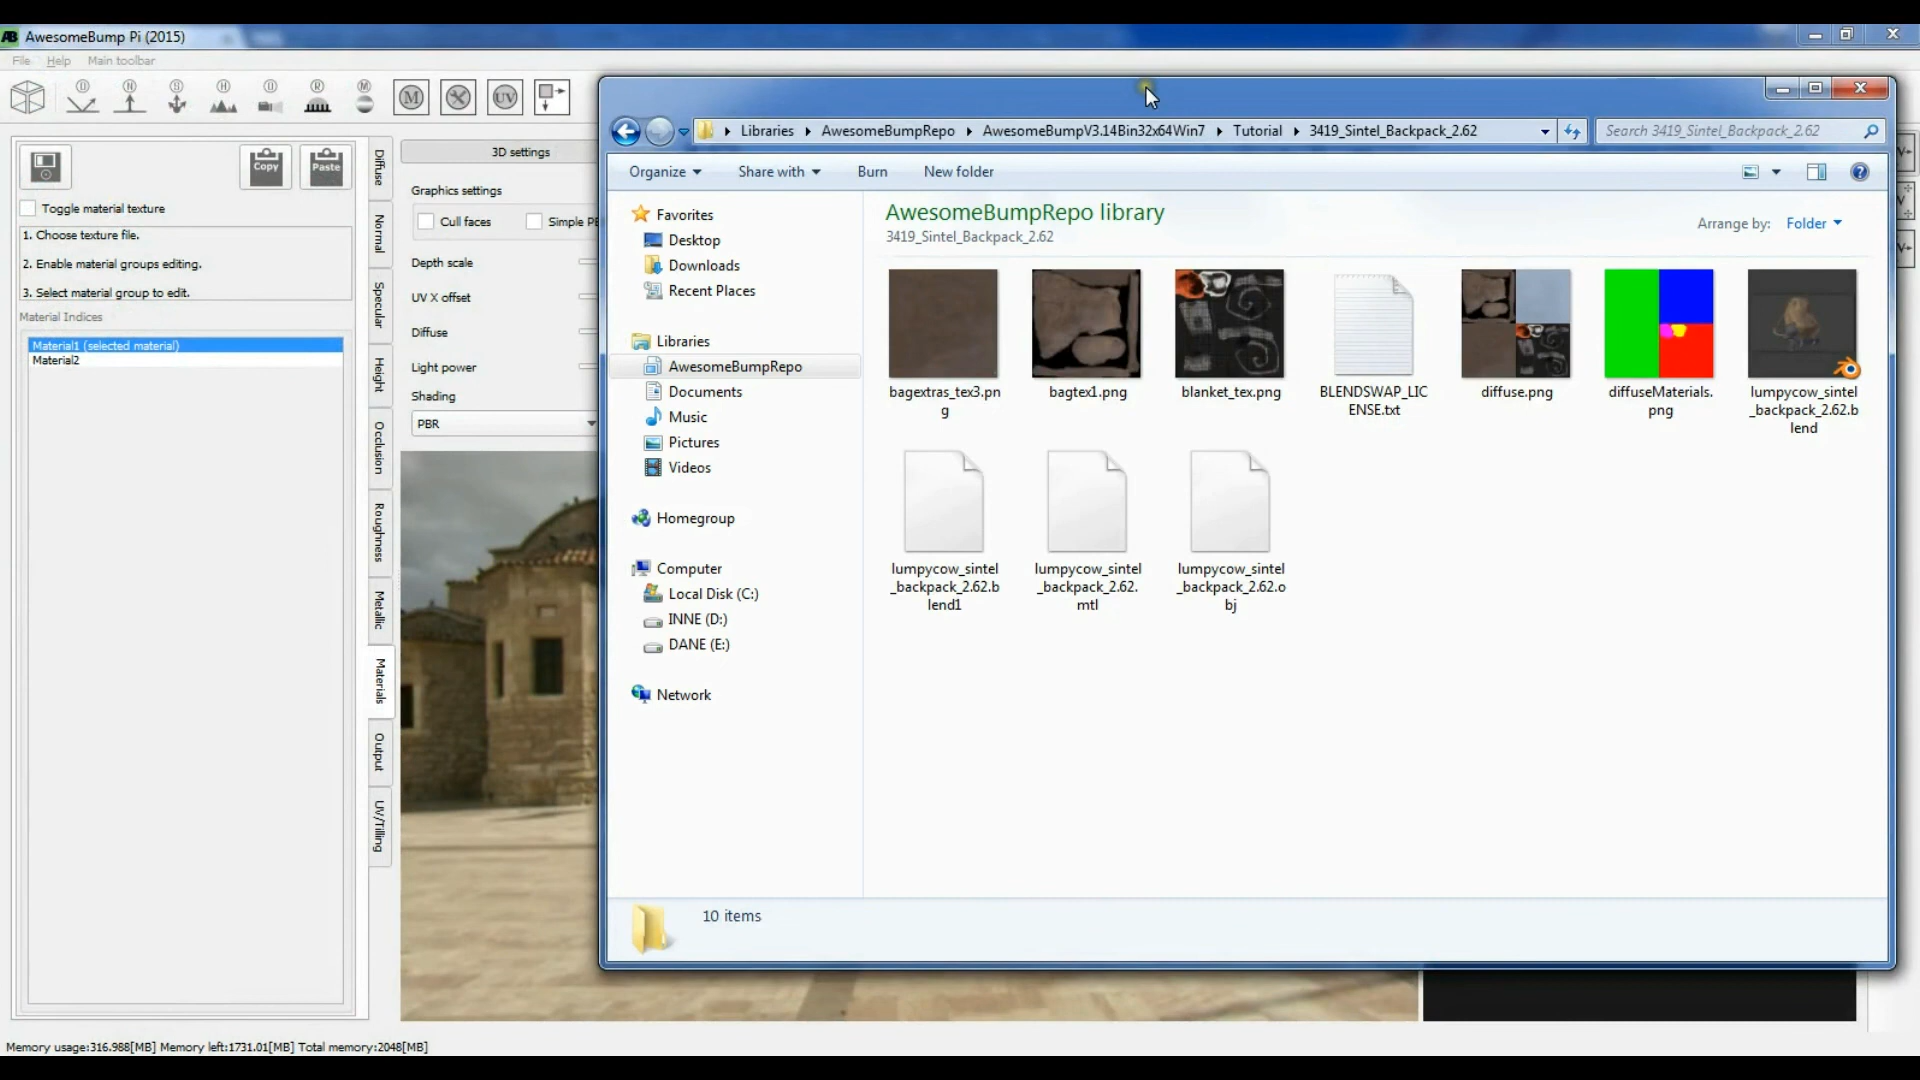 AB AwesomeBump Pi (2015)
File Help Main toolbar
M UV
Copy
Paste
Toggle material texture
1. Choose texture file.
2. Enable material groups editing.
3. Select material group to edit.
Material Indices
Material1 (selected material)
Material2
Diffuse
Normal
Specular
Height
Occlusion
Roughness
Metallic
Materials
Output
UV/Tilling
3D settings
Graphics settings
Cull faces
Simple PB
Depth scale
UV X offset
Diffuse
Light power
Shading
PBR
Libraries AwesomeBumpRepo AwesomeBumpV3.14Bin32x64Win7 Tutorial 3419_Sintel_Backpack_2.62
Search 3419_Sintel_Backpack_2.62
Organize Share with Burn New folder
Favorites
Desktop
Downloads
Recent Places
Libraries
AwesomeBumpRepo
Documents
Music
Pictures
Videos
Homegroup
Computer
Local Disk (C:)
INNE (D:)
DANE (E:)
Network
AwesomeBumpRepo library
3419_Sintel_Backpack_2.62
Arrange by: Folder
bagextras_tex3.pn
g
bagtex1.png
blanket_tex.png
BLENDSWAP_LIC
ENSE.txt
diffuse.png
diffuseMaterials.
png
lumpycow_sintel
_backpack_2.62.b
lend
lumpycow_sintel
_backpack_2.62.b
lend1
lumpycow_sintel
_backpack_2.62.
mtl
lumpycow_sintel
_backpack_2.62.o
bj
10 items
Memory usage:316.988[MB] Memory left:1731.01[MB] Total memory:2048[MB]